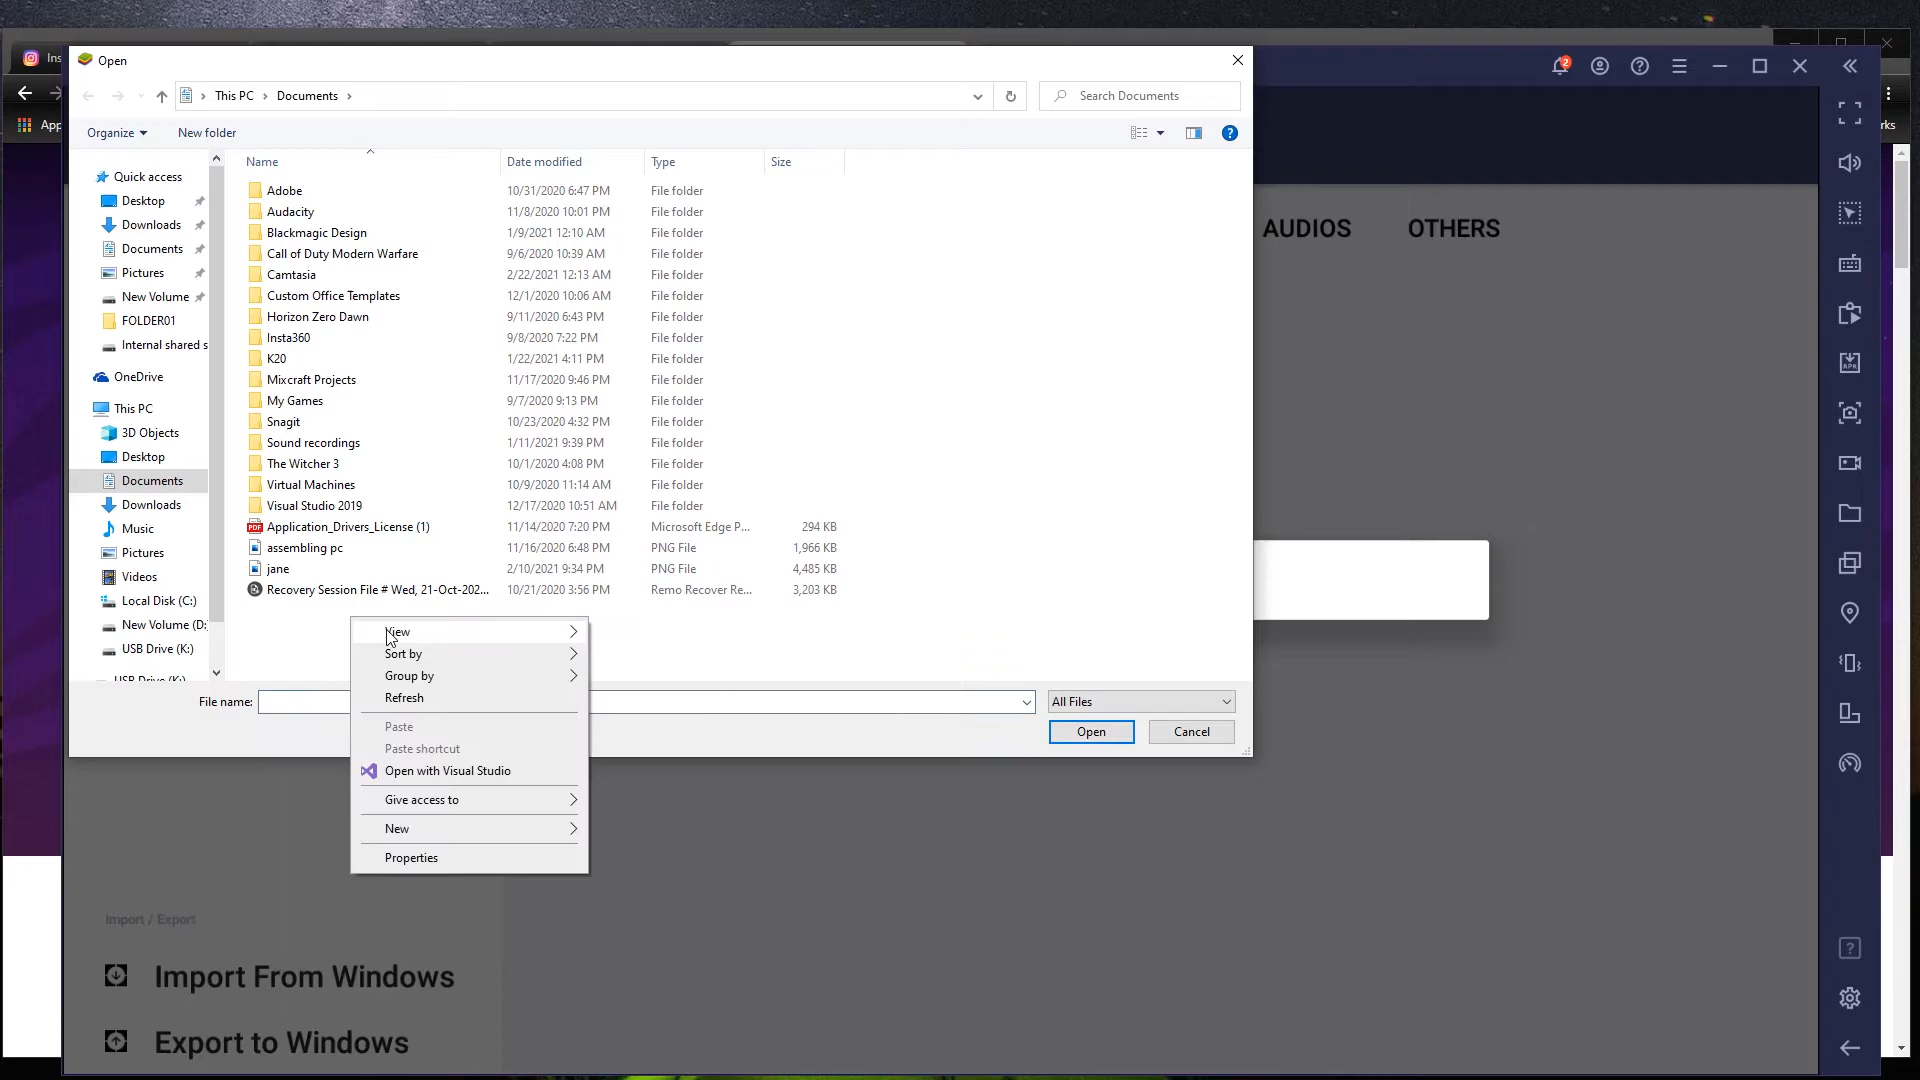 Ins
Open
2
This PC
Documents
Search Documents
App
rks
Organize
New folder
?
Name
Date modified
Type
Size
Quick access
Desktop
Downloads
Documents
Pictures
New Volume
FOLDER01
Internal shared s
OneDrive
This PC
3D Objects
Desktop
Documents
Downloads
Music
Pictures
Videos
Local Disk (C:)
New Volume (D:
USB Drive (K:)
USB Drive (K:)
Adobe 10/31/2020 6:47 PM File folder
Audacity 11/8/2020 10:01 PM File folder
Blackmagic Design 1/9/2021 12:10 AM File folder
Call of Duty Modern Warfare 9/6/2020 10:39 AM File folder
Camtasia 2/22/2021 12:13 AM File folder
Custom Office Templates 12/1/2020 10:06 AM File folder
Horizon Zero Dawn 9/11/2020 6:43 PM File folder
Insta360 9/8/2020 7:22 PM File folder
K20 1/22/2021 4:11 PM File folder
Mixcraft Projects 11/17/2020 9:46 PM File folder
My Games 9/7/2020 9:13 PM File folder
Snagit 10/23/2020 4:32 PM File folder
Sound recordings 1/11/2021 9:39 PM File folder
The Witcher 3 10/1/2020 4:08 PM File folder
Virtual Machines 10/9/2020 11:14 AM File folder
Visual Studio 2019 12/17/2020 10:51 AM File folder
PDF Application_Drivers_License (1) 11/14/2020 7:20 PM Microsoft Edge P... 294 KB
assembling pc 11/16/2020 6:48 PM PNG File 1,966 KB
jane 2/10/2021 9:34 PM PNG File 4,485 KB
Recovery Session File # Wed, 21-Oct-202... 10/21/2020 3:56 PM Remo Recover Re... 3,203 KB
AUDIOS
OTHERS
APK
View
Sort by
Group by
Refresh
Paste
Paste shortcut
Open with Visual Studio
Give access to
New
Properties
File name:
All Files
Open
Cancel
Import / Export
Import From Windows
Export to Windows